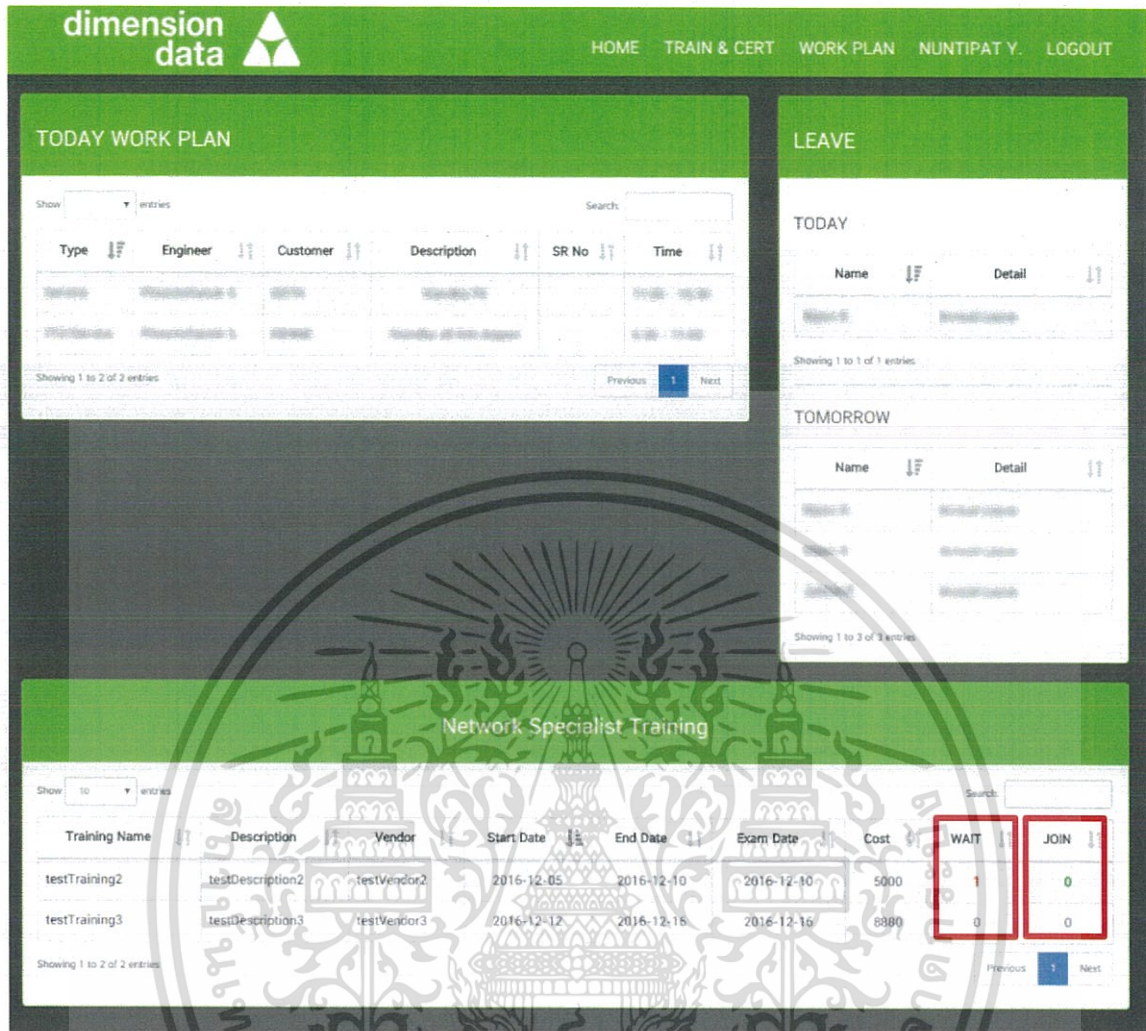 dimension data
HOME TRAIN & CERT WORK PLAN NUNTIPAT Y. LOGOUT
TODAY WORK PLAN
Show entries Search:
Type Engineer Customer Description SR No Time
Showing 1 to 2 of 2 entries
Previous 1 Next
LEAVE
TODAY
Name Detail
Showing 1 to 1 of 1 entries
TOMORROW
Name Detail
Showing 1 to 3 of 3 entries
Network Specialist Training
Show 10 entries Search:
Training Name Description Vendor Start Date End Date Exam Date Cost WAIT JOIN
testTraining2 testDescription2 testVendor2 2016-12-05 2016-12-10 2016-12-10 5000 1 0
testTraining3 testDescription3 testVendor3 2016-12-12 2016-12-16 2016-12-16 8880 0 0
Showing 1 to 2 of 2 entries
Previous 1 Next